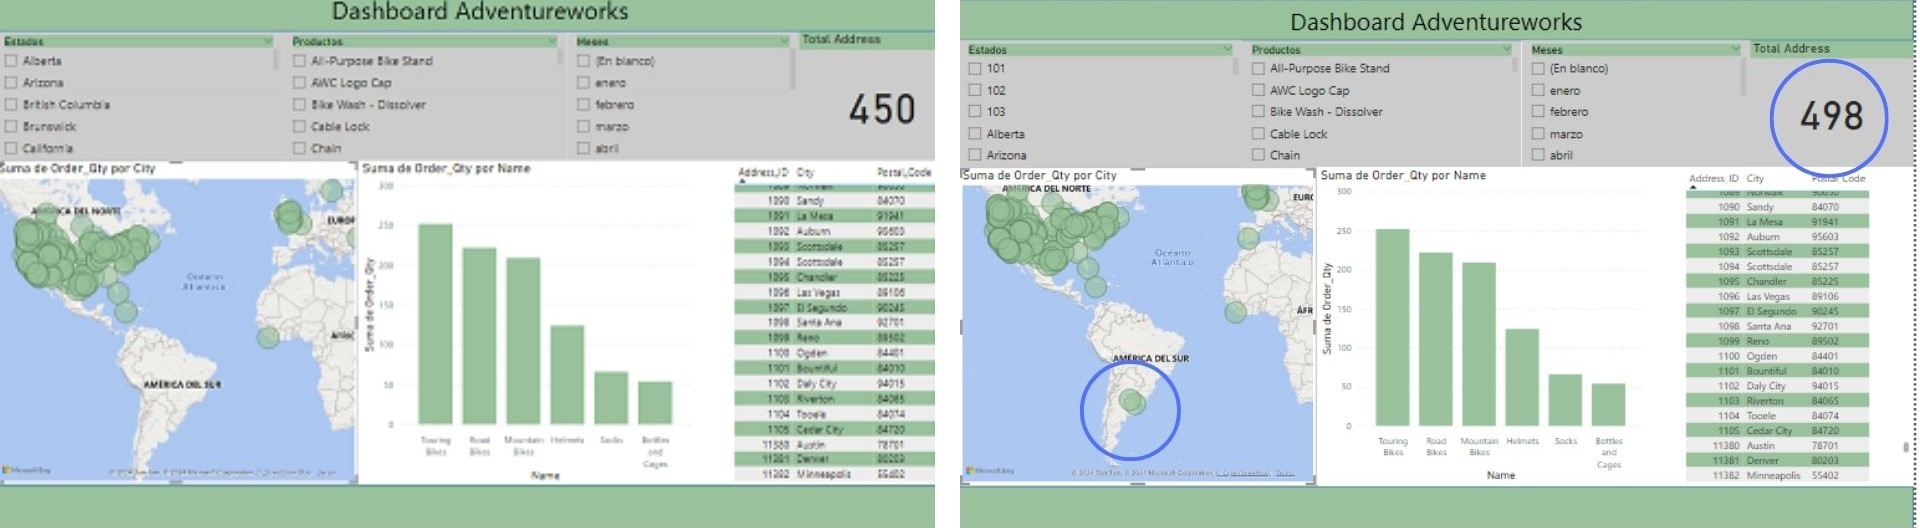 Dashboard Adventureworks
Estados
Alberta
Arizona
British Columbia
Brunswick
California
Productos
All-Purpose Bike Stand
AWC Logo Cap
Bike Wash - Dissolver
Cable Lock
Chain
Meses
(En blanco)
enero
febrero
marzo
abril
Total Address
450
Suma de Order_Qty por City
AMÉRICA DEL NORTE
EUROP
Océano
Atlántico
AMÉRICA DEL SUR
Microsoft Bing
Suma de Order_Qty por Name
Suma de Order_Qty
300
250
200
150
100
50
0
Touring
Bikes
Road
Bikes
Mountain
Bikes
Helmets
Socks
Bottles
and
Cages
Name
Address_ID City Postal_Code
1090 Sandy 84070
1091 La Mesa 91941
1092 Auburn 95603
1093 Scottsdale 85257
1094 Scottsdale 85257
1095 Chandler 85225
1096 Las Vegas 89106
1097 El Segundo 90245
1098 Santa Ana 92701
1099 Reno 89502
1100 Ogden 84401
1101 Bountiful 84010
1102 Daly City 94015
1103 Riverton 84065
1104 Tooele 84074
1105 Cedar City 84720
11380 Austin 78701
11381 Denver 80203
11382 Minneapolis 55402
Dashboard Adventureworks
Estados
101
102
103
Alberta
Arizona
Productos
All-Purpose Bike Stand
AWC Logo Cap
Bike Wash - Dissolver
Cable Lock
Chain
Meses
(En blanco)
enero
febrero
marzo
abril
Total Address
498
Suma de Order_Qty por City
AMÉRICA DEL NORTE
EURC
Océano
Atlántico
ÁFR
AMÉRICA DEL SUR
Microsoft Bing
© 2024 TomTom, © 2024 Microsoft Corporation, © OpenStreetMap, Terms
Suma de Order_Qty por Name
Suma de Order_Qty
300
250
200
150
100
50
0
Touring
Bikes
Road
Bikes
Mountain
Bikes
Helmets
Socks
Bottles
and
Cages
Name
Address_ID City Postal_Code
1089 Norwalk 90650
1090 Sandy 84070
1091 La Mesa 91941
1092 Auburn 95603
1093 Scottsdale 85257
1094 Scottsdale 85257
1095 Chandler 85225
1096 Las Vegas 89106
1097 El Segundo 90245
1098 Santa Ana 92701
1099 Reno 89502
1100 Ogden 84401
1101 Bountiful 84010
1102 Daly City 94015
1103 Riverton 84065
1104 Tooele 84074
1105 Cedar City 84720
11380 Austin 78701
11381 Denver 80203
11382 Minneapolis 55402